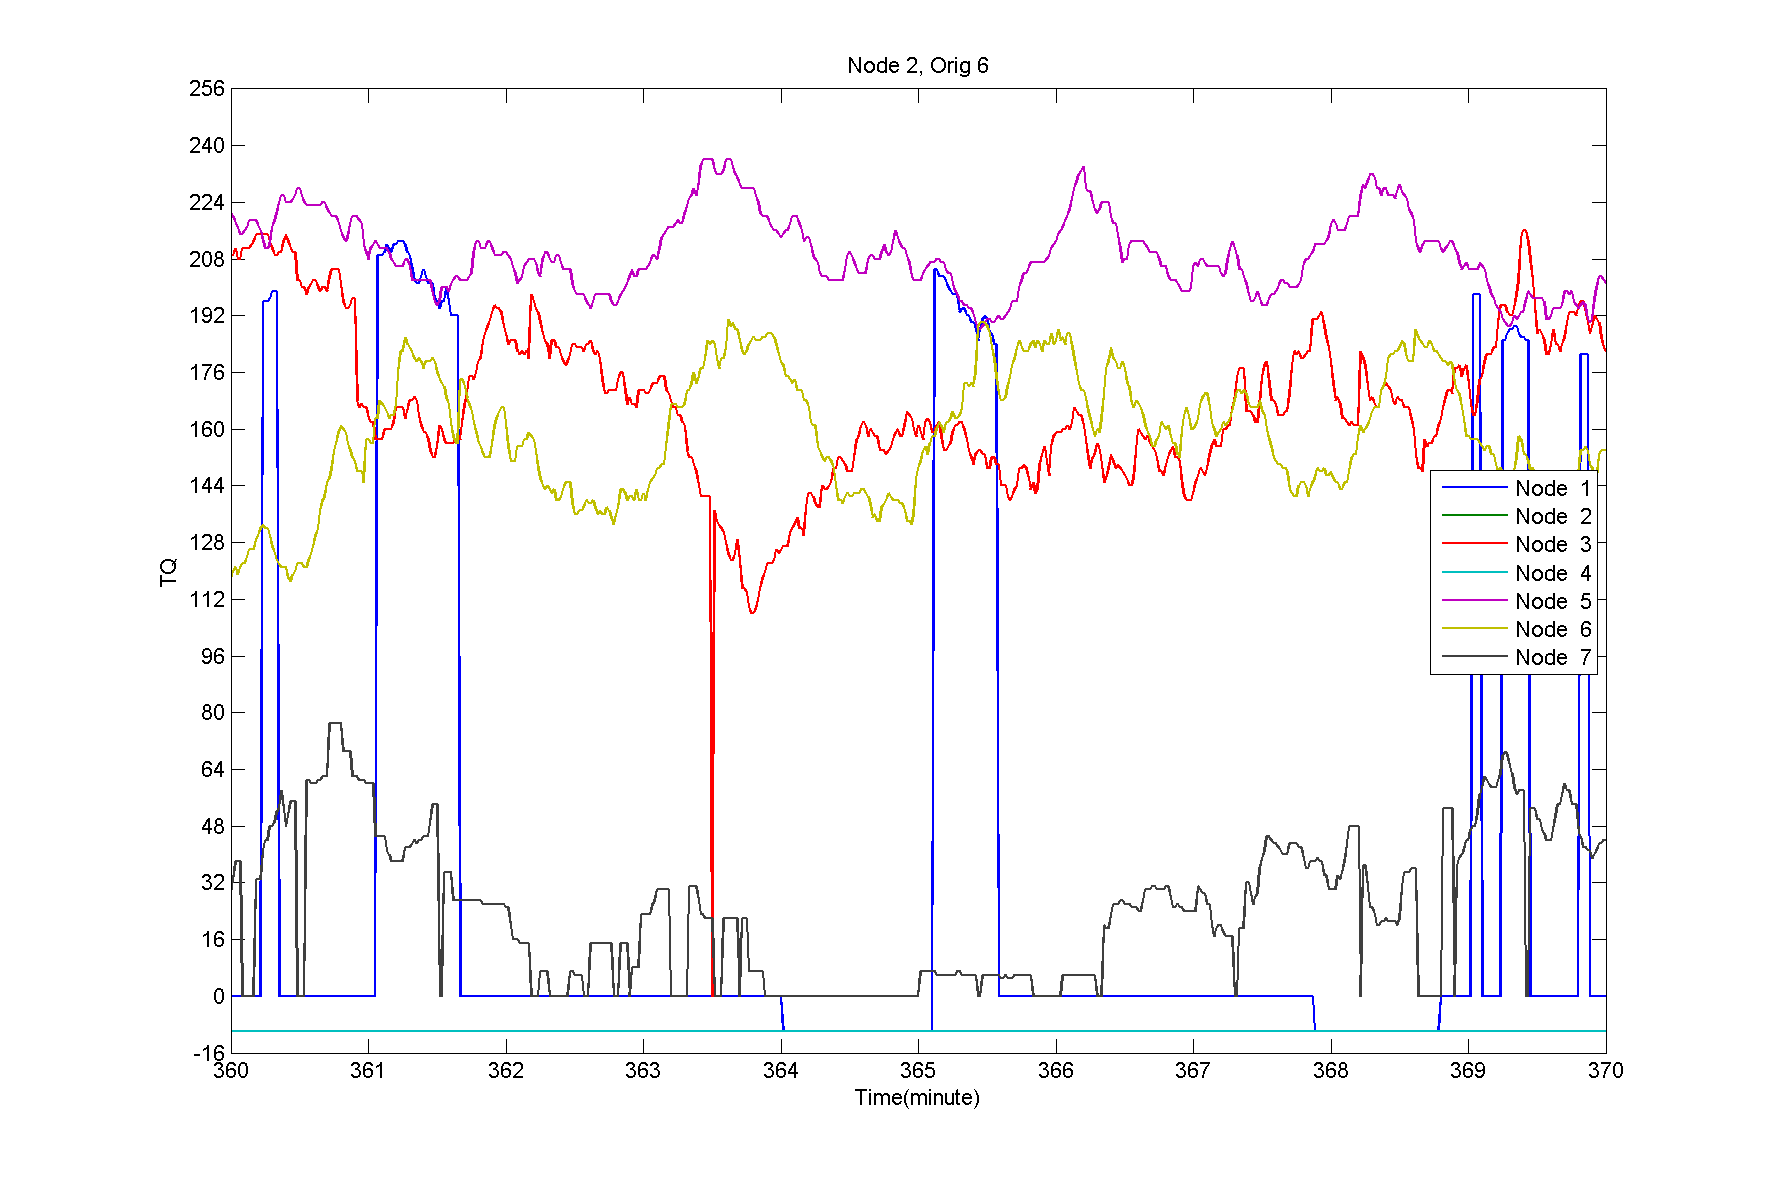 Node 2, Orig 6
256
240
224
208
192
176
160
144
128
112
96
80
64
48
32
16
0
-16
TQ
Node 1
Node 2
Node 3
Node 4
Node 5
Node 6
Node 7
360 361 362 363 364 365 366 367 368 369 370
Time(minute)